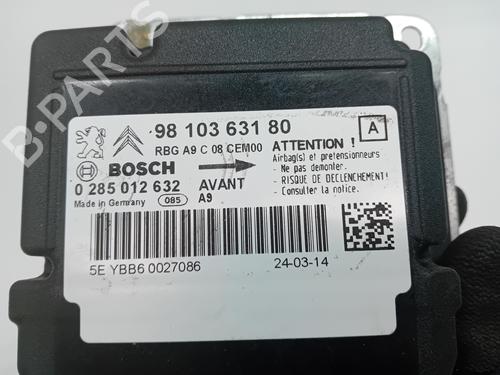 B-PARTS
98 103 631 80
A
RBG A9 C 08 CEM00
ATTENTION !
Airbag(s) et pretensionneurs
Ne pas demonter.
RISQUE DE DECLENCHEMENT!
Consulter la notice.
BOSCH
0 285 012 632
AVANT
Made in Germany
085
A9
5E YBB6 0027086
24-03-14